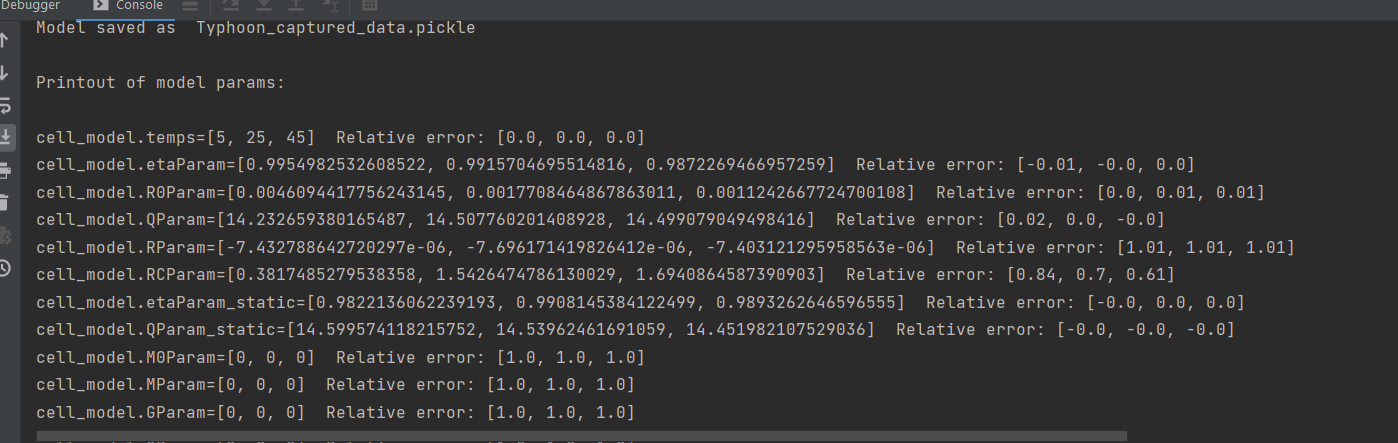 Debugger Console
Model saved as  Typhoon_captured_data.pickle
Printout of model params:
cell_model.temps=[5, 25, 45]  Relative error: [0.0, 0.0, 0.0]
cell_model.etaParam=[0.9954982532608522, 0.9915704695514816, 0.9872269466957259]  Relative error: [-0.01, -0.0, 0.0]
cell_model.R0Param=[0.0046094417756243145, 0.0017708464867863011, 0.0011242667724700108]  Relative error: [0.0, 0.01, 0.01]
cell_model.QParam=[14.232659380165487, 14.507760201408928, 14.499079049498416]  Relative error: [0.02, 0.0, -0.0]
cell_model.RParam=[-7.432788642720297e-06, -7.696171419826412e-06, -7.403121295958563e-06]  Relative error: [1.01, 1.01, 1.01]
cell_model.RCParam=[0.3817485279538358, 1.5426474786130029, 1.6940864587390903]  Relative error: [0.84, 0.7, 0.61]
cell_model.etaParam_static=[0.9822136062239193, 0.9908145384122499, 0.9893262646596555]  Relative error: [-0.0, 0.0, 0.0]
cell_model.QParam_static=[14.599574118215752, 14.53962461691059, 14.451982107529036]  Relative error: [-0.0, -0.0, -0.0]
cell_model.M0Param=[0, 0, 0]  Relative error: [1.0, 1.0, 1.0]
cell_model.MParam=[0, 0, 0]  Relative error: [1.0, 1.0, 1.0]
cell_model.GParam=[0, 0, 0]  Relative error: [1.0, 1.0, 1.0]